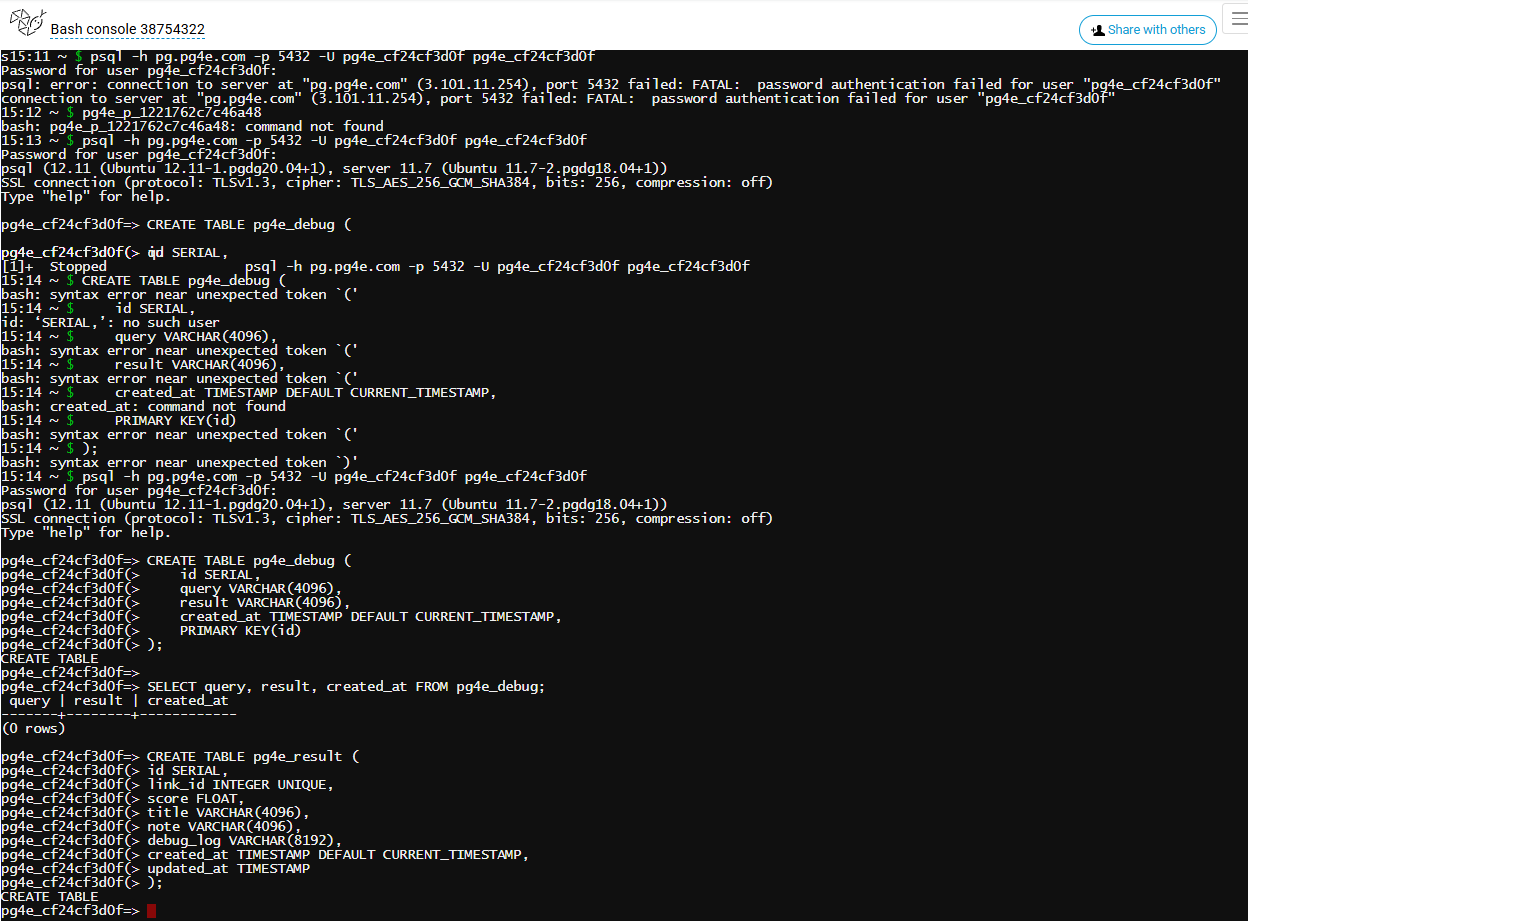 Bash console 38754322
Share with others
s15:11 ~ $ psql -h pg.pg4e.com -p 5432 -U pg4e_cf24cf3d0f pg4e_cf24cf3d0f
Password for user pg4e_cf24cf3d0f:
psql: error: connection to server at "pg.pg4e.com" (3.101.11.254), port 5432 failed: FATAL:  password authentication failed for user "pg4e_cf24cf3d0f"
connection to server at "pg.pg4e.com" (3.101.11.254), port 5432 failed: FATAL:  password authentication failed for user "pg4e_cf24cf3d0f"
15:12 ~ $ pg4e_p_1221762c7c46a48
bash: pg4e_p_1221762c7c46a48: command not found
15:13 ~ $ psql -h pg.pg4e.com -p 5432 -U pg4e_cf24cf3d0f pg4e_cf24cf3d0f
Password for user pg4e_cf24cf3d0f:
psql (12.11 (Ubuntu 12.11-1.pgdg20.04+1), server 11.7 (Ubuntu 11.7-2.pgdg18.04+1))
SSL connection (protocol: TLSv1.3, cipher: TLS_AES_256_GCM_SHA384, bits: 256, compression: off)
Type "help" for help.
pg4e_cf24cf3d0f=> CREATE TABLE pg4e_debug (
pg4e_cf24cf3d0f(> SERIAL,
[1]+  Stopped                 psql -h pg.pg4e.com -p 5432 -U pg4e_cf24cf3d0f pg4e_cf24cf3d0f
15:14 ~ $ CREATE TABLE pg4e_debug (
bash: syntax error near unexpected token `('
15:14 ~ $     id SERIAL,
id: ‘SERIAL,’: no such user
15:14 ~ $     query VARCHAR(4096),
bash: syntax error near unexpected token `('
15:14 ~ $     result VARCHAR(4096),
bash: syntax error near unexpected token `('
15:14 ~ $     created_at TIMESTAMP DEFAULT CURRENT_TIMESTAMP,
bash: created_at: command not found
15:14 ~ $     PRIMARY KEY(id)
bash: syntax error near unexpected token `('
15:14 ~ $ );
bash: syntax error near unexpected token `)'
15:14 ~ $ psql -h pg.pg4e.com -p 5432 -U pg4e_cf24cf3d0f pg4e_cf24cf3d0f
Password for user pg4e_cf24cf3d0f:
psql (12.11 (Ubuntu 12.11-1.pgdg20.04+1), server 11.7 (Ubuntu 11.7-2.pgdg18.04+1))
SSL connection (protocol: TLSv1.3, cipher: TLS_AES_256_GCM_SHA384, bits: 256, compression: off)
Type "help" for help.
pg4e_cf24cf3d0f=> CREATE TABLE pg4e_debug (
pg4e_cf24cf3d0f(>     id SERIAL,
pg4e_cf24cf3d0f(>     query VARCHAR(4096),
pg4e_cf24cf3d0f(>     result VARCHAR(4096),
pg4e_cf24cf3d0f(>     created_at TIMESTAMP DEFAULT CURRENT_TIMESTAMP,
pg4e_cf24cf3d0f(>     PRIMARY KEY(id)
pg4e_cf24cf3d0f(> );
CREATE TABLE
pg4e_cf24cf3d0f=>
pg4e_cf24cf3d0f=> SELECT query, result, created_at FROM pg4e_debug;
 query | result | created_at
-------+--------+------------
(0 rows)
pg4e_cf24cf3d0f=> CREATE TABLE pg4e_result (
pg4e_cf24cf3d0f(> id SERIAL,
pg4e_cf24cf3d0f(> link_id INTEGER UNIQUE,
pg4e_cf24cf3d0f(> score FLOAT,
pg4e_cf24cf3d0f(> title VARCHAR(4096),
pg4e_cf24cf3d0f(> note VARCHAR(4096),
pg4e_cf24cf3d0f(> debug_log VARCHAR(8192),
pg4e_cf24cf3d0f(> created_at TIMESTAMP DEFAULT CURRENT_TIMESTAMP,
pg4e_cf24cf3d0f(> updated_at TIMESTAMP
pg4e_cf24cf3d0f(> );
CREATE TABLE
pg4e_cf24cf3d0f=>